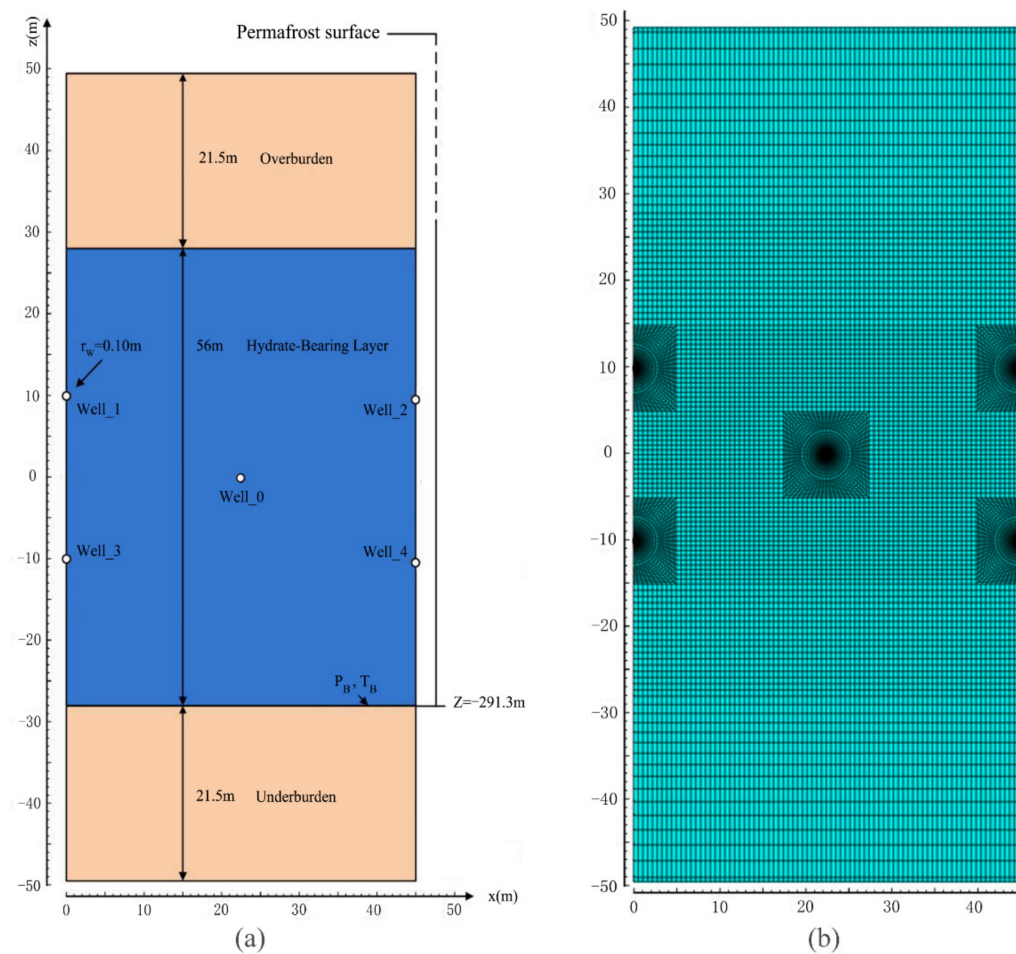 z(m)
Permafrost surface
50
40
30
20
10
0
−10
−20
−30
−40
−50
21.5m Overburden
r_w=0.10m
56m Hydrate-Bearing Layer
Well_1
Well_2
Well_0
Well_3
Well_4
P_B , T_B
Z=−291.3m
21.5m Underburden
0 10 20 30 40 50
x(m)
(a)
50
40
30
20
10
0
−10
−20
−30
−40
−50
0 10 20 30 40
(b)